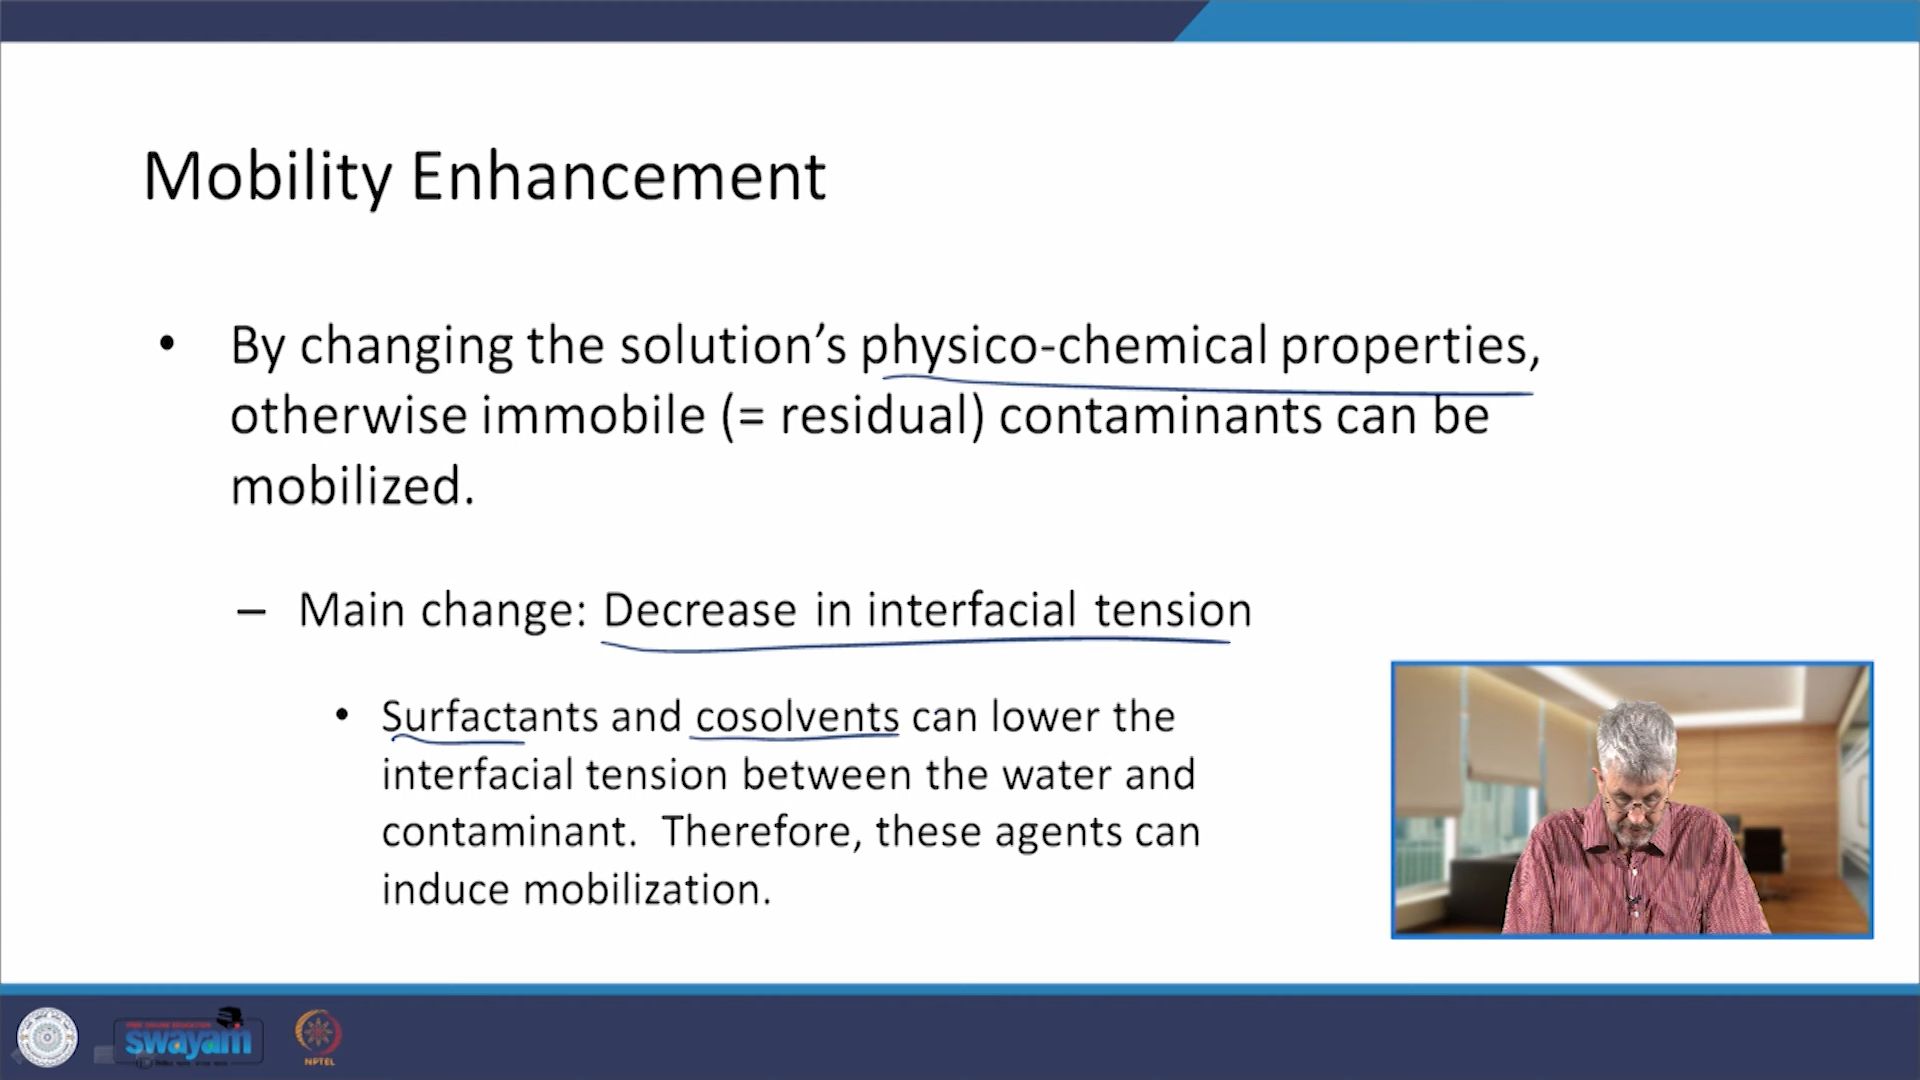 Mobility Enhancement
• By changing the solution’s physico-chemical properties,
otherwise immobile (= residual) contaminants can be
mobilized.
– Main change: Decrease in interfacial tension
• Surfactants and cosolvents can lower the
interfacial tension between the water and
contaminant. Therefore, these agents can
induce mobilization.
swayam
NPTEL